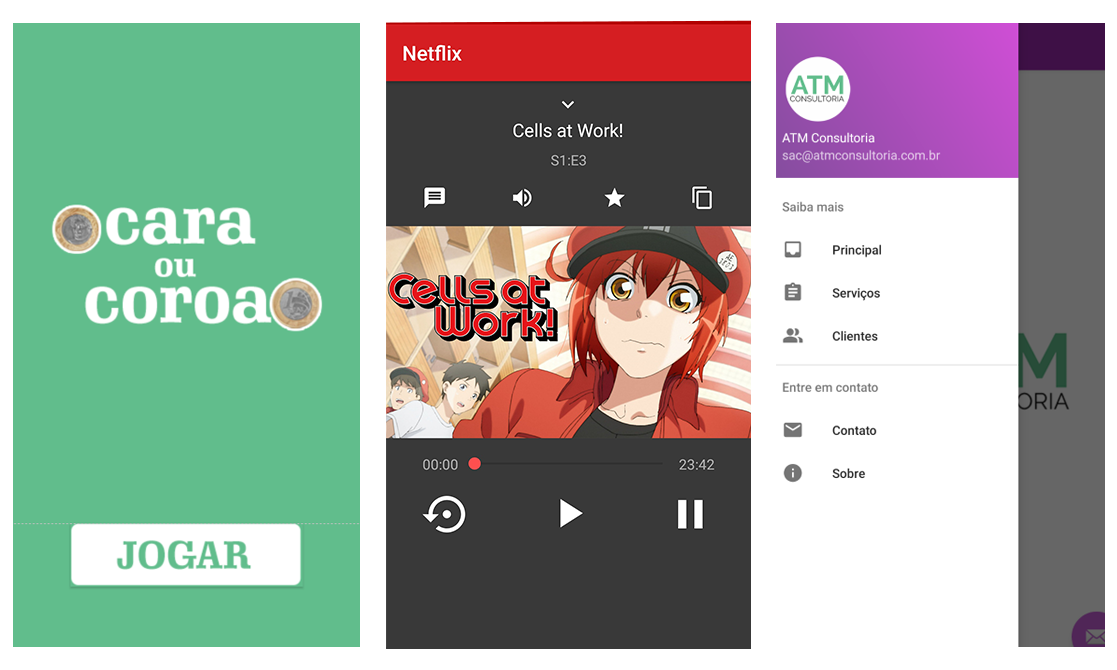 cara
ou
coroa
JOGAR
Netflix
Cells at Work!
S1:E3
Cells at
Work!
00:00
23:42
ATM
CONSULTORIA
ATM Consultoria
sac@atmconsultoria.com.br
Saiba mais
Principal
Serviços
Clientes
Entre em contato
Contato
Sobre
M
ORIA